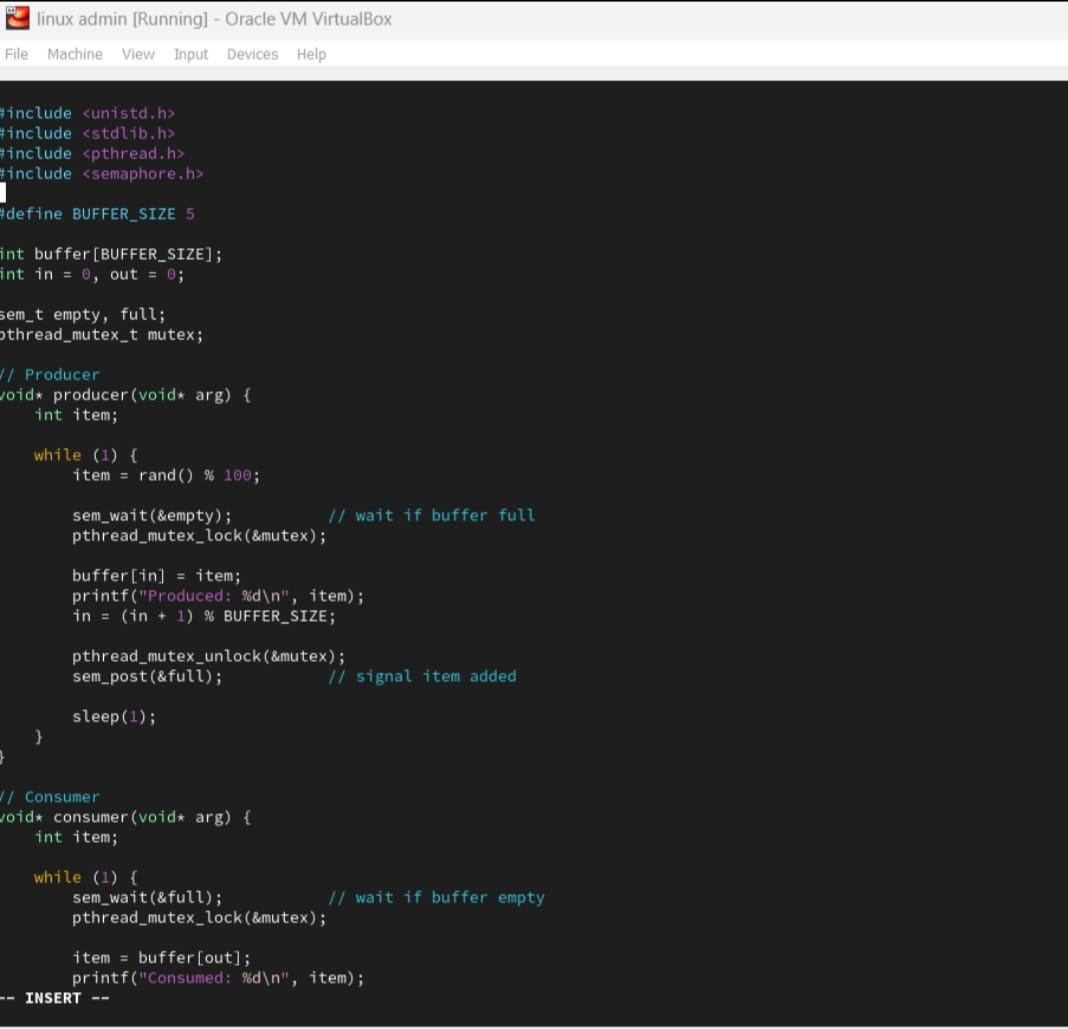 linux admin [Running] - Oracle VM VirtualBox
File Machine View Input Devices Help
#include <unistd.h>
#include <stdlib.h>
#include <pthread.h>
#include <semaphore.h>
#define BUFFER_SIZE 5
int buffer[BUFFER_SIZE];
int in = 0, out = 0;
sem_t empty, full;
pthread_mutex_t mutex;
// Producer
void* producer(void* arg) {
    int item;
    while (1) {
        item = rand() % 100;
        sem_wait(&empty);          // wait if buffer full
        pthread_mutex_lock(&mutex);
        buffer[in] = item;
        printf("Produced: %d\n", item);
        in = (in + 1) % BUFFER_SIZE;
        pthread_mutex_unlock(&mutex);
        sem_post(&full);           // signal item added
        sleep(1);
    }
}
// Consumer
void* consumer(void* arg) {
    int item;
    while (1) {
        sem_wait(&full);           // wait if buffer empty
        pthread_mutex_lock(&mutex);
        item = buffer[out];
        printf("Consumed: %d\n", item);
-- INSERT --